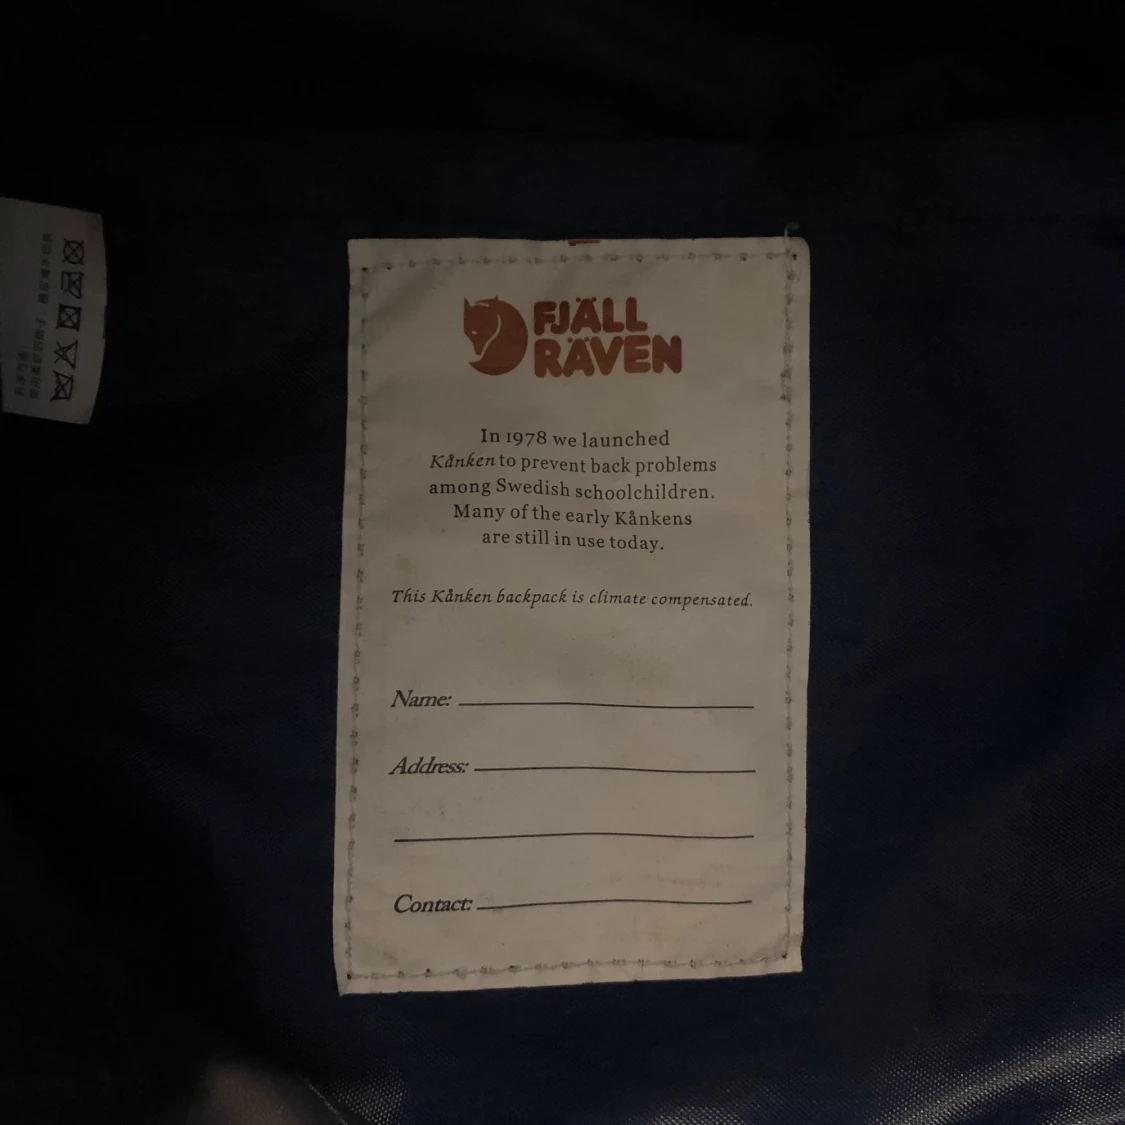 FJÄLL
RÄVEN
In 1978 we launched
Kånken to prevent back problems
among Swedish schoolchildren.
Many of the early Kånkens
are still in use today.
This Kånken backpack is climate compensated.
Name:
Address:
Contact: